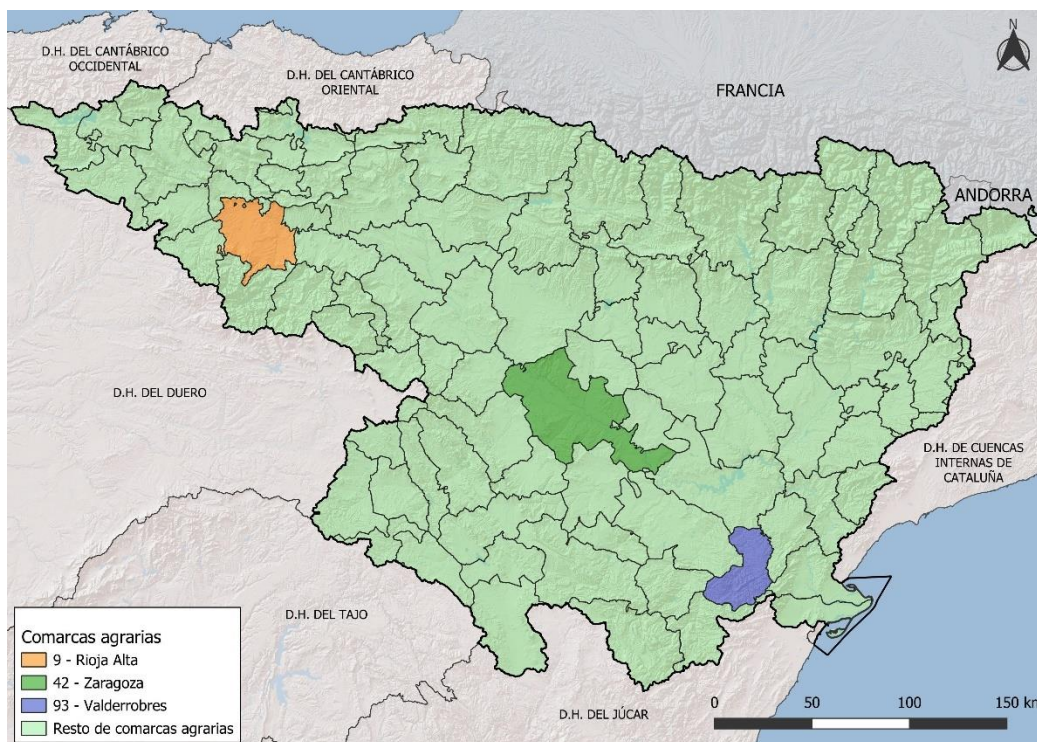 D.H. DEL CANTÁBRICO
OCCIDENTAL
D.H. DEL CANTÁBRICO
ORIENTAL
FRANCIA
N
ANDORRA
D.H. DEL DUERO
D.H. DE CUENCAS
INTERNAS DE
CATALUÑA
D.H. DEL TAJO
D.H. DEL JÚCAR
Comarcas agrarias
9 - Rioja Alta
42 - Zaragoza
93 - Valderrobres
Resto de comarcas agrarias
0 50 100 150 km